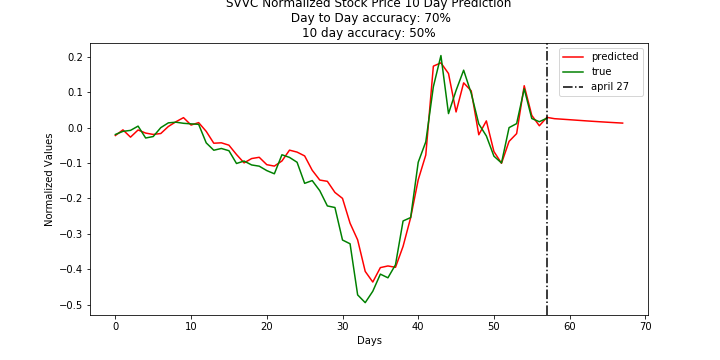 SVVC Normalized Stock Price 10 Day Prediction
Day to Day accuracy: 70%
10 day accuracy: 50%
predicted
true
april 27
Normalized Values
0.2
0.1
0.0
−0.1
−0.2
−0.3
−0.4
−0.5
0 10 20 30 40 50 60 70
Days